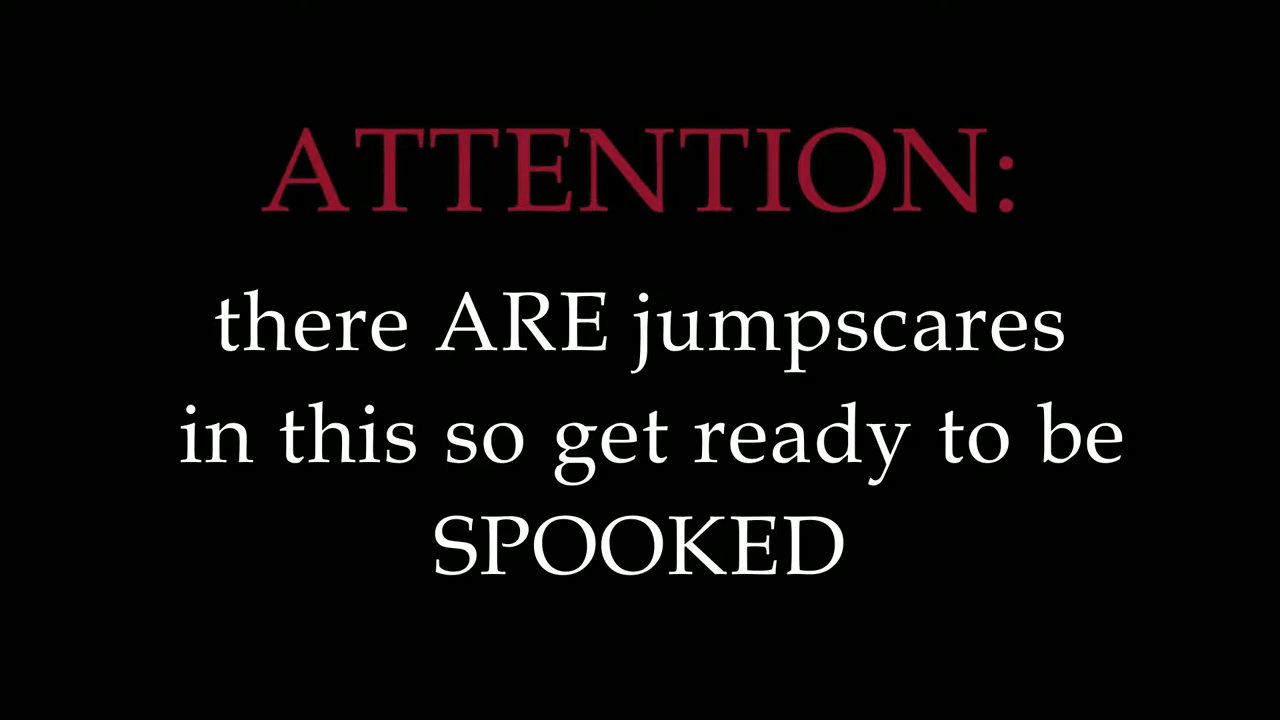 ATTENTION:
there ARE jumpscares
in this so get ready to be
SPOOKED